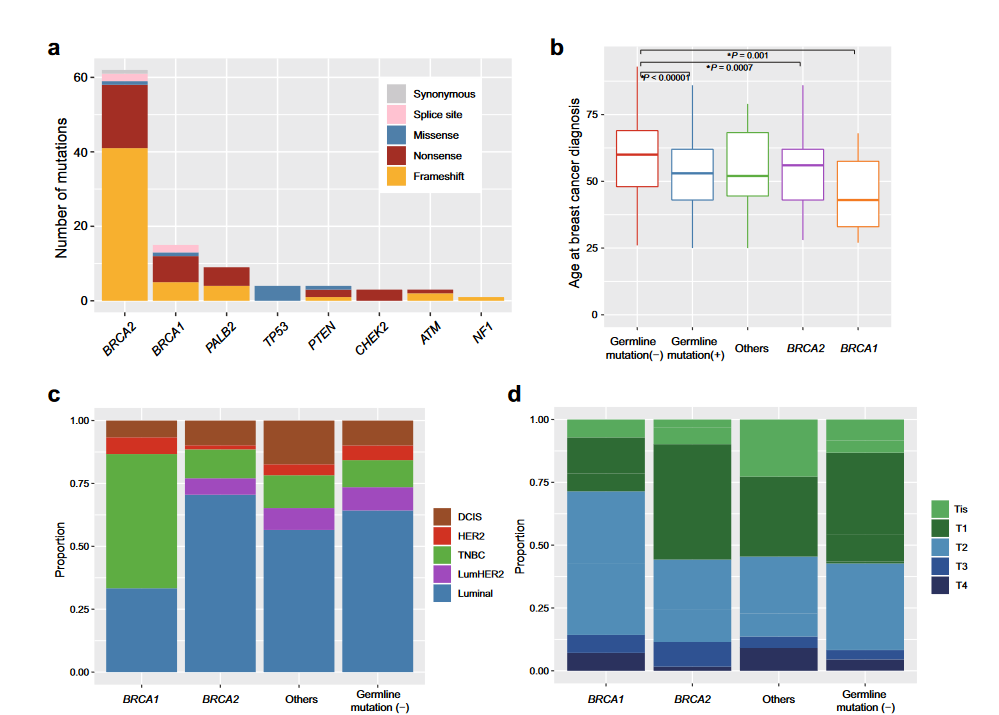 a
Number of mutations
60
40
20
0
Synonymous
Splice site
Missense
Nonsense
Frameshift
BRCA2
BRCA1
PALB2
TP53
PTEN
CHEK2
ATM
NF1
b
Age at breast cancer diagnosis
75
50
25
0
*P = 0.001
*P = 0.0007
*P < 0.00001
Germline
mutation(−)
Germline
mutation(+)
Others
BRCA2
BRCA1
c
Proportion
1.00
0.75
0.50
0.25
0.00
DCIS
HER2
TNBC
LumHER2
Luminal
BRCA1
BRCA2
Others
Germline
mutation (−)
d
Proportion
1.00
0.75
0.50
0.25
0.00
Tis
T1
T2
T3
T4
BRCA1
BRCA2
Others
Germline
mutation (−)